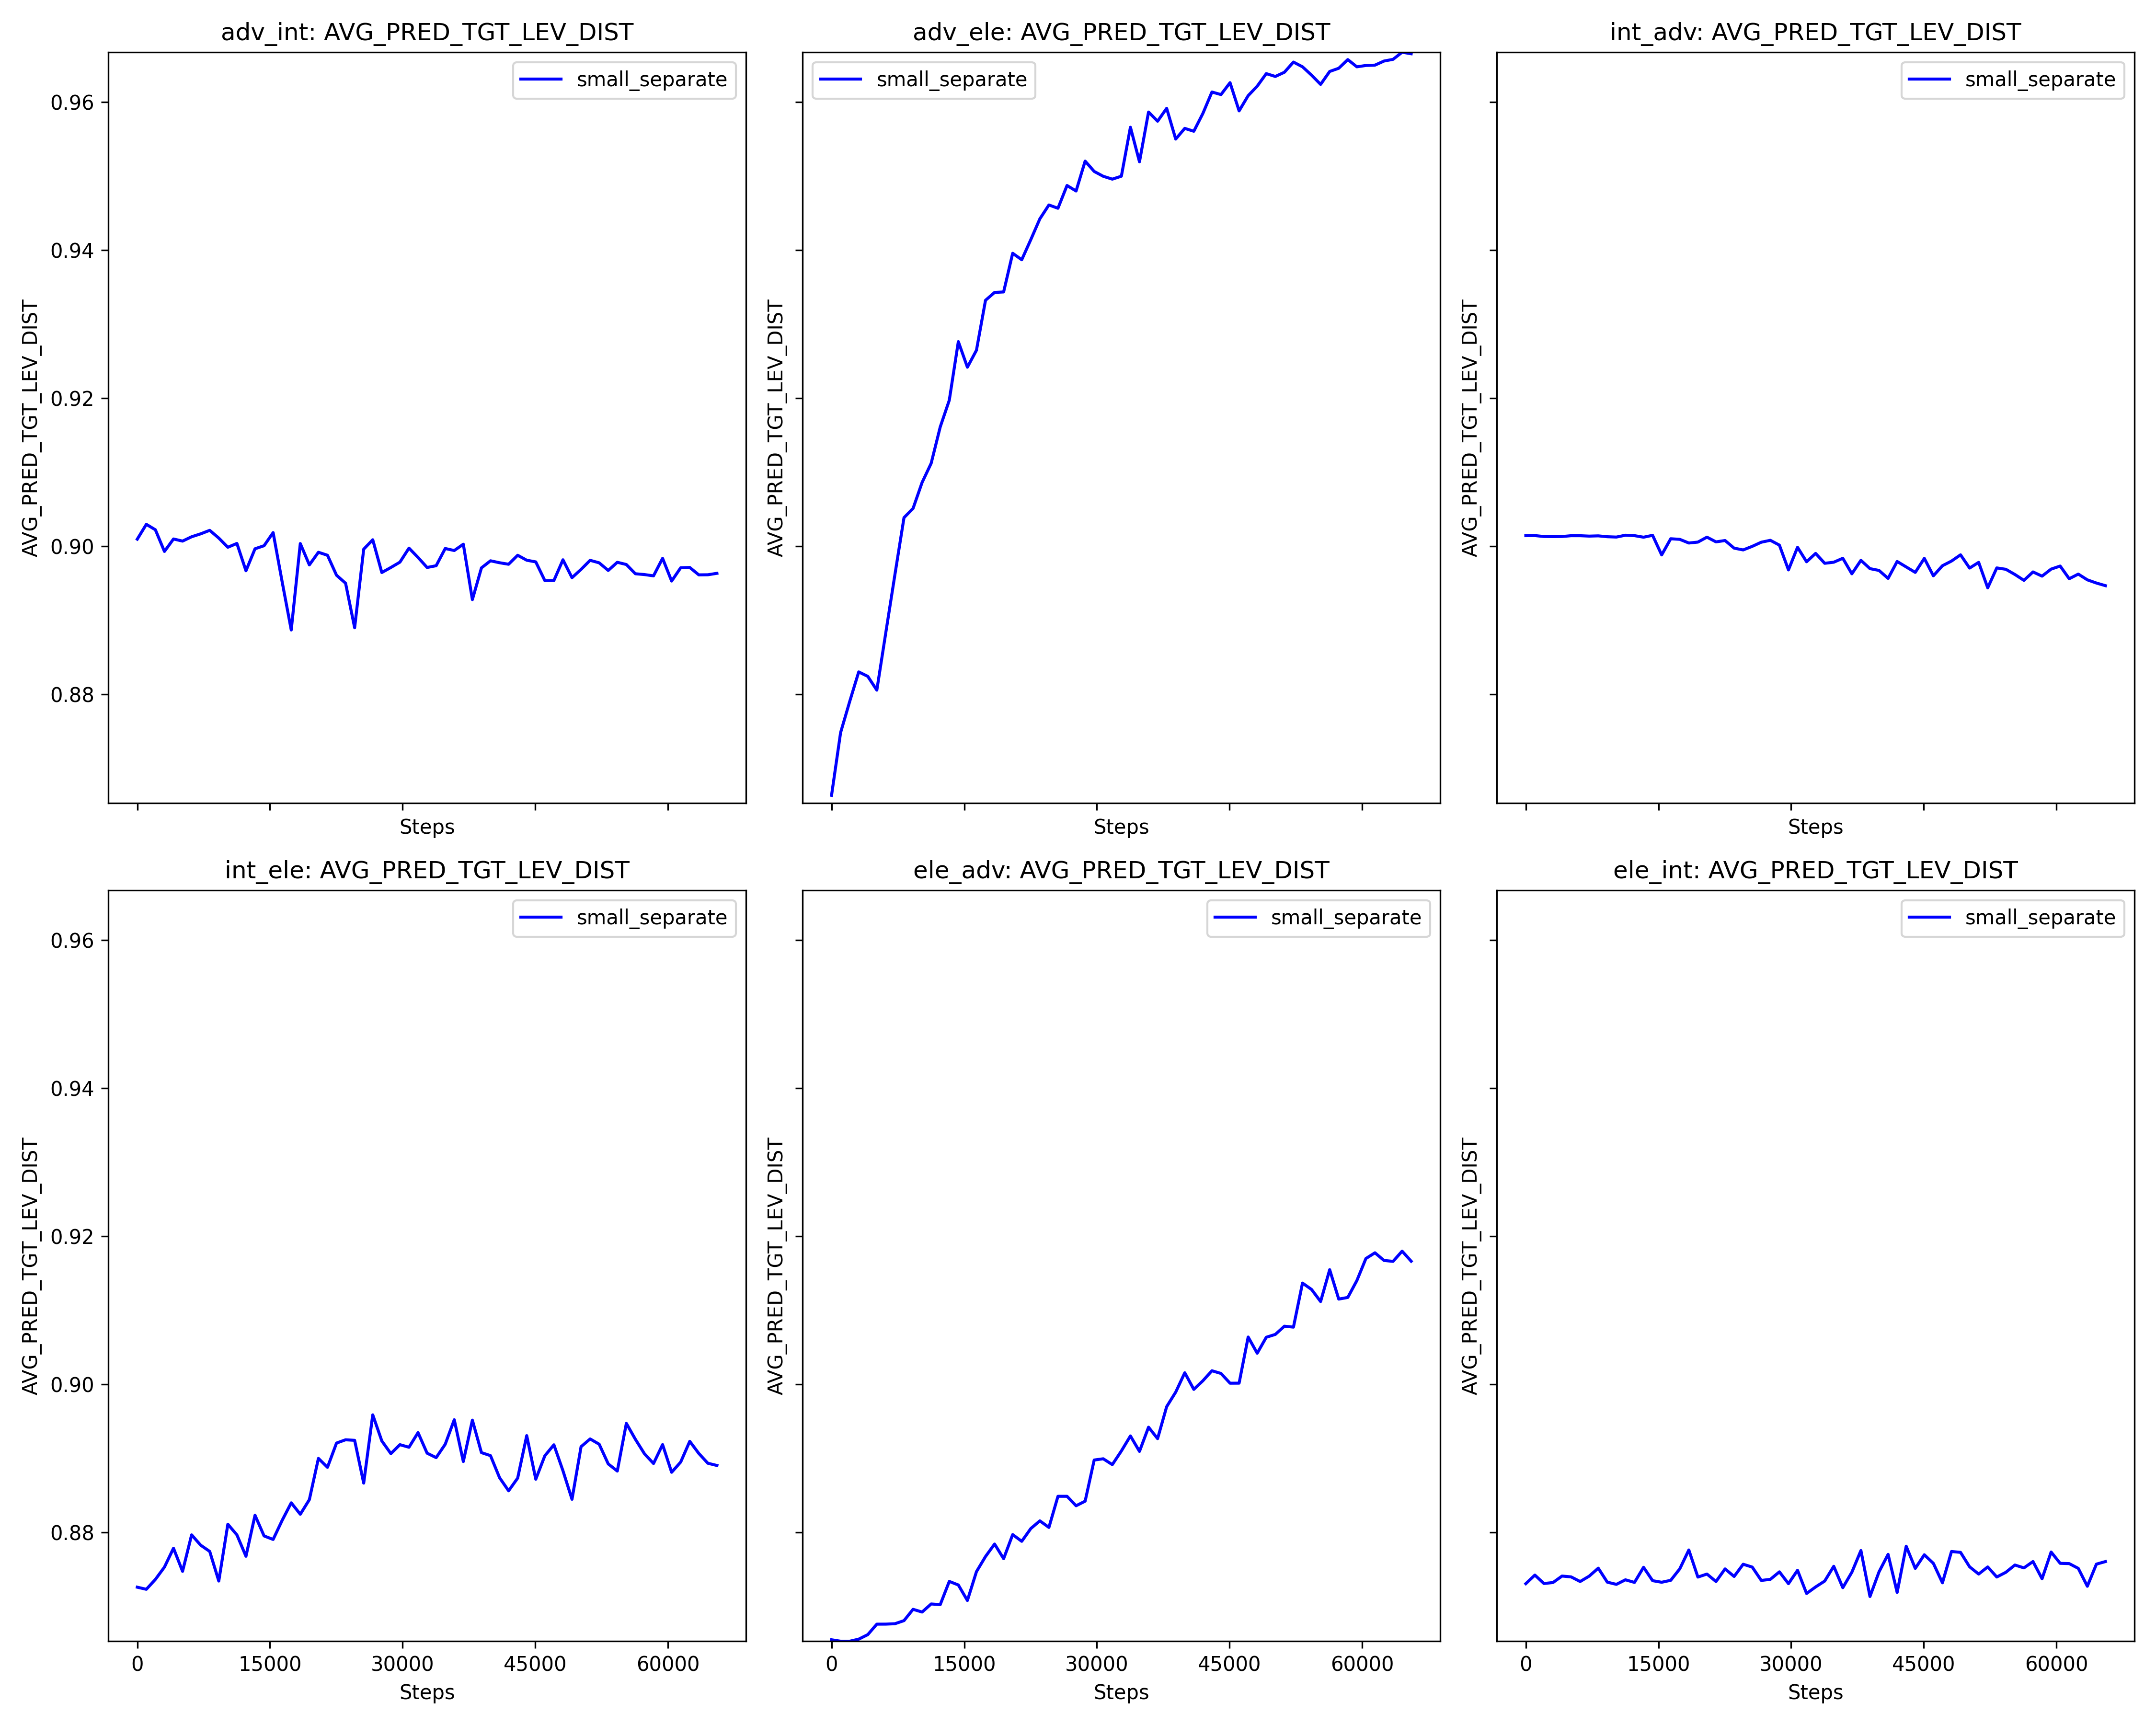 adv_int: AVG_PRED_TGT_LEV_DIST
adv_ele: AVG_PRED_TGT_LEV_DIST
int_adv: AVG_PRED_TGT_LEV_DIST
small_separate
small_separate
small_separate
AVG_PRED_TGT_LEV_DIST
0.96
0.94
0.92
0.90
0.88
AVG_PRED_TGT_LEV_DIST
AVG_PRED_TGT_LEV_DIST
Steps
Steps
Steps
int_ele: AVG_PRED_TGT_LEV_DIST
ele_adv: AVG_PRED_TGT_LEV_DIST
ele_int: AVG_PRED_TGT_LEV_DIST
small_separate
small_separate
small_separate
AVG_PRED_TGT_LEV_DIST
0.96
0.94
0.92
0.90
0.88
AVG_PRED_TGT_LEV_DIST
AVG_PRED_TGT_LEV_DIST
0 15000 30000 45000 60000
0 15000 30000 45000 60000
0 15000 30000 45000 60000
Steps
Steps
Steps